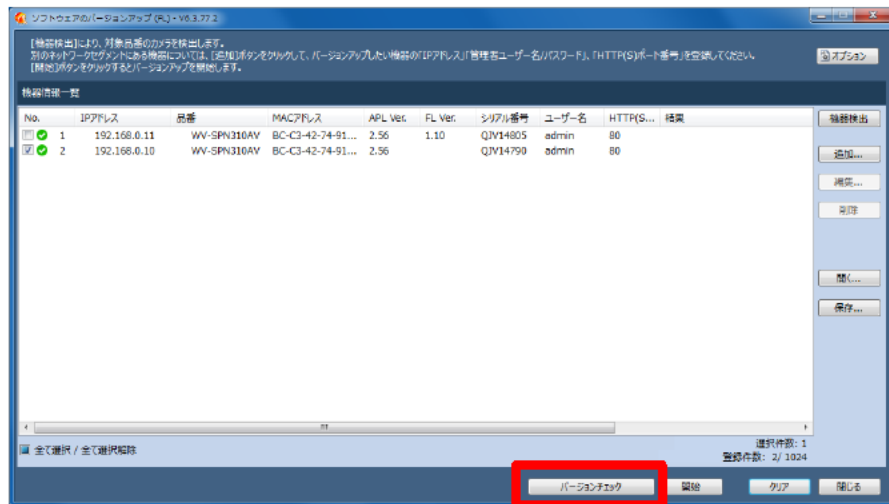 ソフトウェアのバージョンアップ (FL) - V6.3.77.2
[機器検出]により、対象品番のカメラを検出します。
別のネットワークセグメントにある機器については、[追加]ボタンをクリックして、バージョンアップしたい機器の「IPアドレス」「管理者ユーザー名/パスワード」、「HTTP(S)ポート番号」を登録してください。
[開始]ボタンをクリックするとバージョンアップを開始します。
オプション
機器情報一覧
No. IPアドレス 品番 MACアドレス APL Ver. FL Ver. シリアル番号 ユーザー名 HTTP(S... 結果
機器検出
1 192.168.0.11 WV-SPN310AV BC-C3-42-74-91... 2.56 1.10 QJV14805 admin 80
2 192.168.0.10 WV-SPN310AV BC-C3-42-74-91... 2.56 QJV14790 admin 80
追加...
編集...
削除
開く...
保存...
全て選択 / 全て選択解除
選択件数: 1
登録件数: 2/ 1024
バージョンチェック 開始 クリア 閉じる